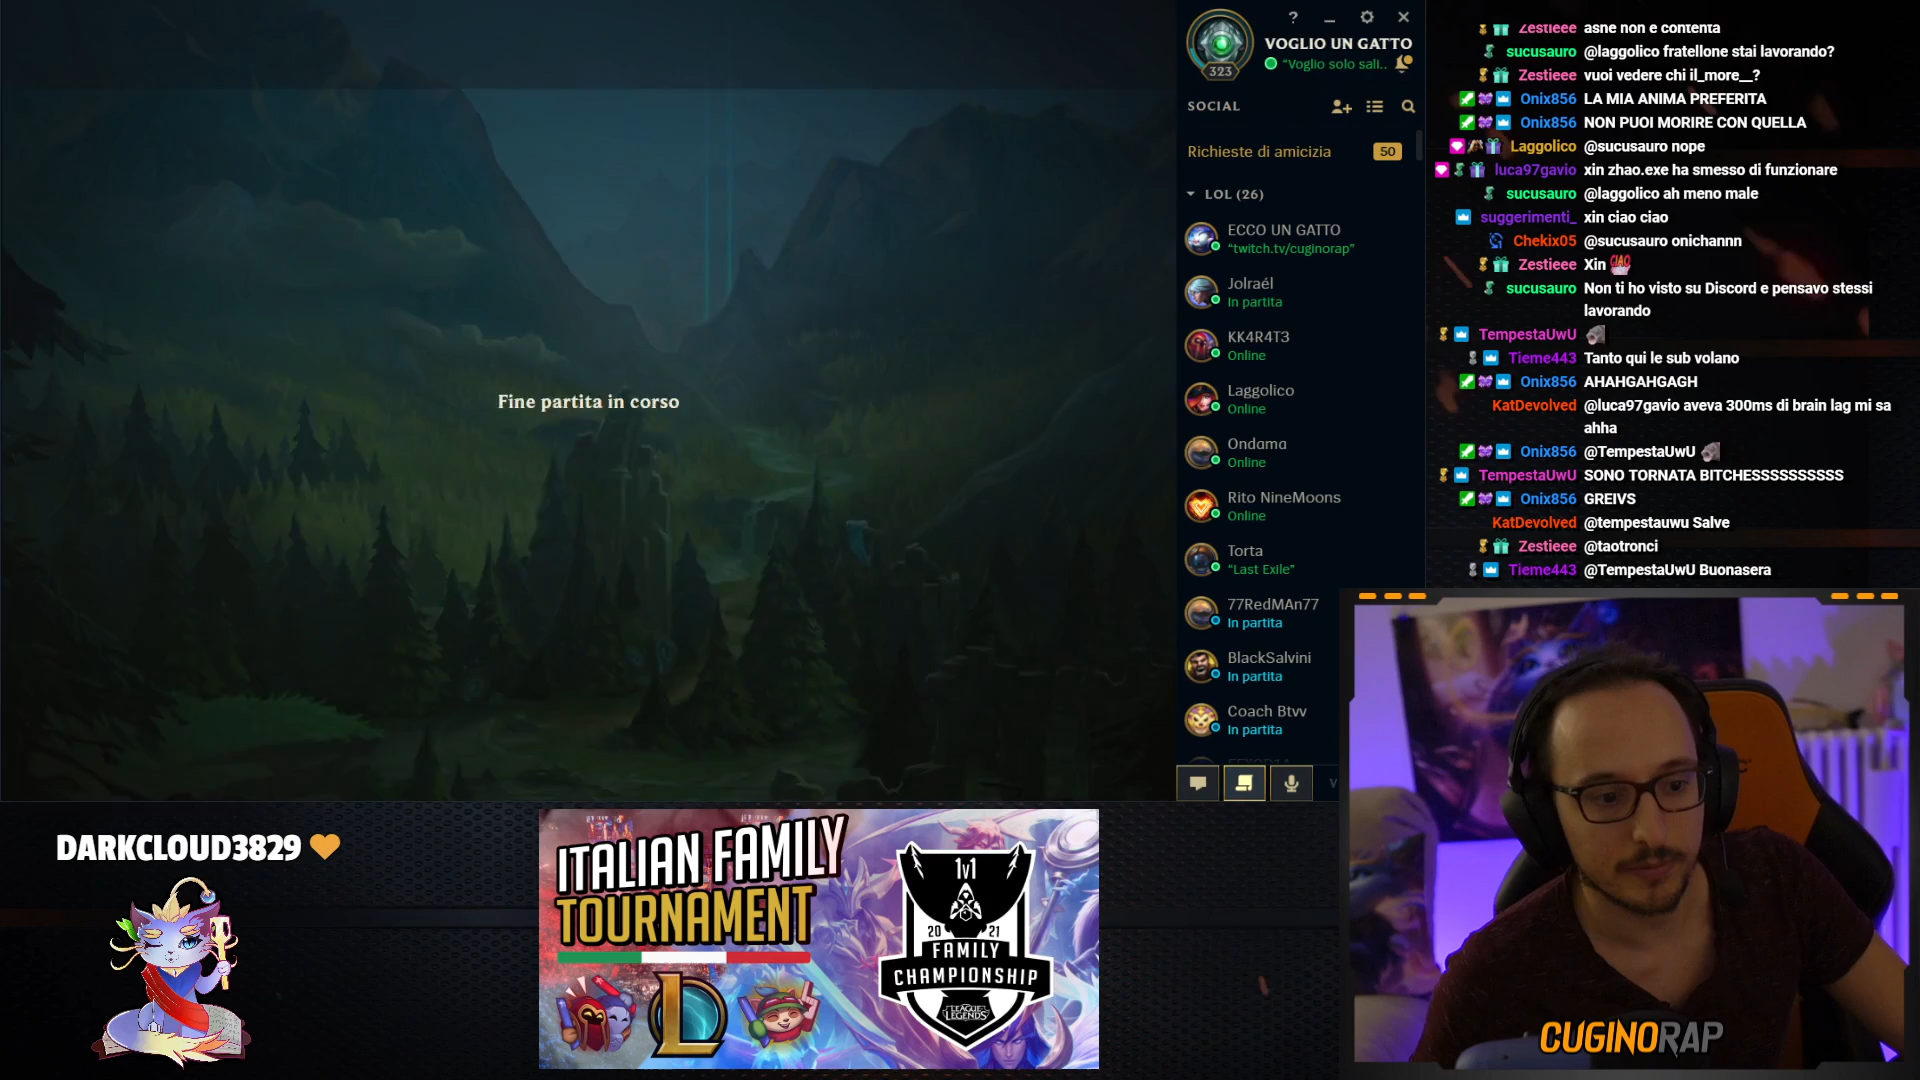 Fine partita in corso
VOGLIO UN GATTO
323
"Voglio solo sali..
SOCIAL
Richieste di amicizia 50
LOL (26)
ECCO UN GATTO
"twitch.tv/cuginorap"
Jolraél
In partita
KK4R4T3
Online
Laggolico
Online
Ondama
Online
Rito NineMoons
Online
Torta
"Last Exile"
77RedMAn77
In partita
BlackSalvini
In partita
Coach Btvv
In partita
Zestieee asne non e contenta
sucusauro @laggolico fratellone stai lavorando?
Zestieee vuoi vedere chi il_more__?
Onix856 LA MIA ANIMA PREFERITA
Onix856 NON PUOI MORIRE CON QUELLA
Laggolico @sucusauro nope
luca97gavio xin zhao.exe ha smesso di funzionare
sucusauro @laggolico ah meno male
suggerimenti_ xin ciao ciao
Chekix05 @sucusauro onichannn
Zestieee Xin CIAO
sucusauro Non ti ho visto su Discord e pensavo stessi
lavorando
TempestaUwU
Tieme443 Tanto qui le sub volano
Onix856 AHAHGAHGAGH
KatDevolved @luca97gavio aveva 300ms di brain lag mi sa
ahha
Onix856 @TempestaUwU
TempestaUwU SONO TORNATA BITCHESSSSSSSSSS
Onix856 GREIVS
KatDevolved @tempestauwu Salve
Zestieee @taotronci
Tieme443 @TempestaUwU Buonasera
DARKCLOUD3829
ITALIAN FAMILY
TOURNAMENT
1v1
20 21
FAMILY
CHAMPIONSHIP
LEAGUE OF
LEGENDS
CUGINORAP